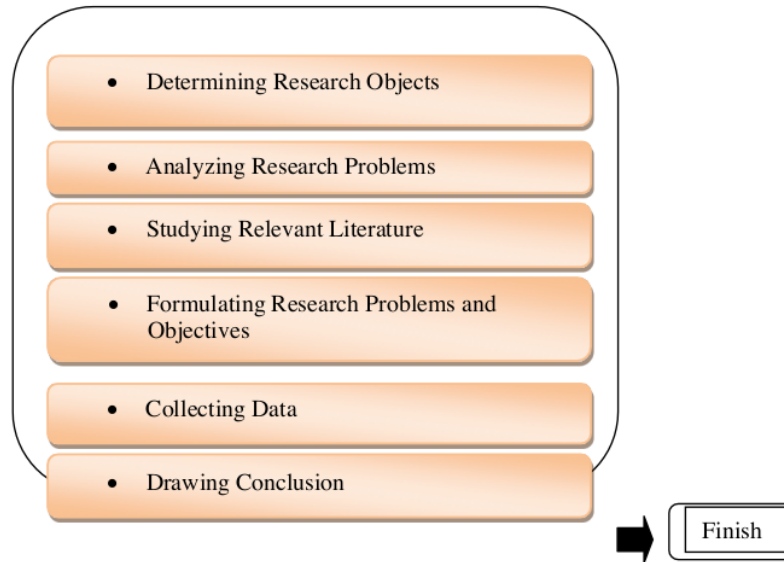 • Determining Research Objects
• Analyzing Research Problems
• Studying Relevant Literature
• Formulating Research Problems and
Objectives
• Collecting Data
• Drawing Conclusion
Finish